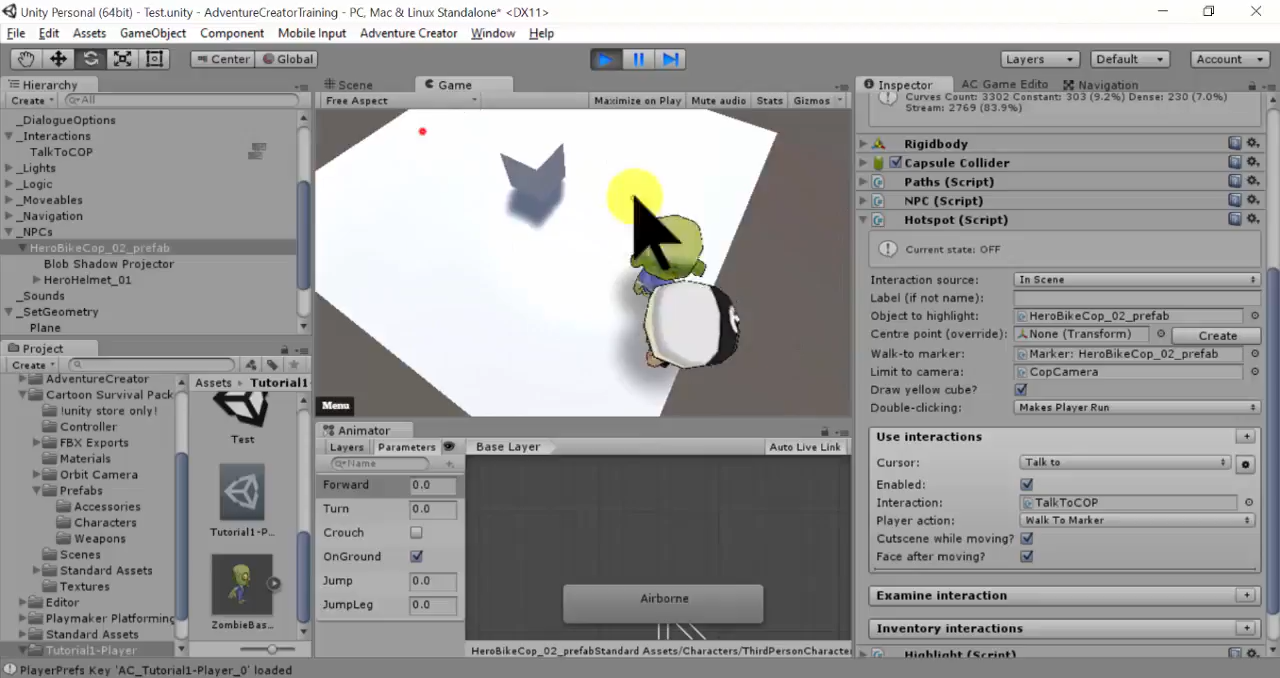 Unity Personal (64bit) - Test.unity - AdventureCreatorTraining - PC, Mac & Linux Standalone* <DX11>
File Edit Assets GameObject Component Mobile Input Adventure Creator Window Help
Center Global Layers Default Account
Hierarchy
Create All
_DialogueOptions
_Interactions
TalkToCOP
_Lights
_Logic
_Moveables
_Navigation
_NPCs
HeroBikeCop_02_prefab
Blob Shadow Projector
HeroHelmet_01
_Sounds
_SetGeometry
Plane
Project
Create
AdventureCreator
Cartoon Survival Pack
!unity store only!
Controller
FBX Exports
Materials
Orbit Camera
Prefabs
Accessories
Characters
Weapons
Scenes
Standard Assets
Textures
Editor
Playmaker Platforming
Standard Assets
Tutorial1-Player
Assets Tutorial1
Test
Tutorial1-P...
ZombieBas...
Scene Game
Free Aspect Maximize on Play Mute audio Stats Gizmos
Menu
Animator
Layers Parameters Base Layer Auto Live Link
Name
Forward 0.0
Turn 0.0
Crouch
OnGround
Jump 0.0
JumpLeg 0.0
Airborne
HeroBikeCop_02_prefabStandard Assets/Characters/ThirdPersonCharacter
Inspector AC Game Edito Navigation
Curves Count: 3302 Constant: 303 (9.2%) Dense: 230 (7.0%)
Stream: 2769 (83.9%)
Rigidbody
Capsule Collider
Paths (Script)
NPC (Script)
Hotspot (Script)
Current state: OFF
Interaction source: In Scene
Label (if not name):
Object to highlight: HeroBikeCop_02_prefab
Centre point (override): None (Transform) Create
Walk-to marker: Marker: HeroBikeCop_02_prefab
Limit to camera: CopCamera
Draw yellow cube?
Double-clicking: Makes Player Run
Use interactions +
Cursor: Talk to
Enabled:
Interaction: TalkToCOP
Player action: Walk To Marker
Cutscene while moving?
Face after moving?
Examine interaction +
Inventory interactions +
Highlight (Script)
PlayerPrefs Key 'AC_Tutorial1-Player_0' loaded